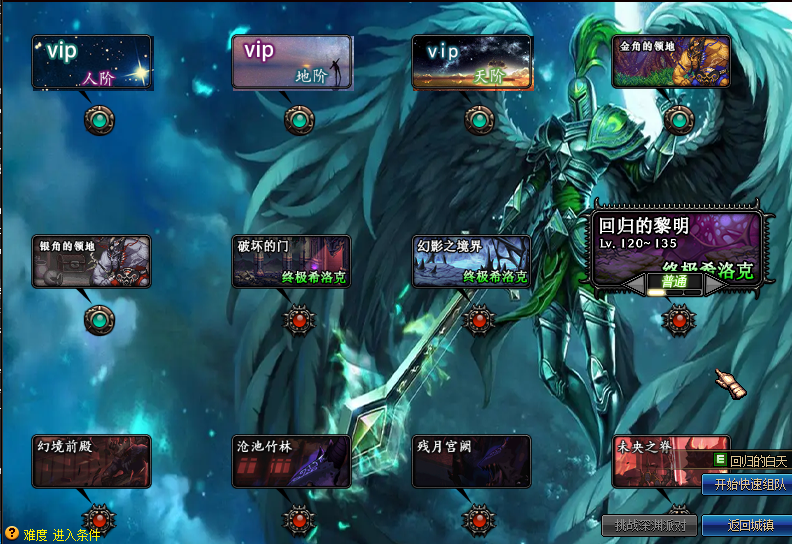 vip
人阶
vip
地阶
vip
天阶
金角的领地
银角的领地
破坏的门
终极希洛克
幻影之境界
终极希洛克
回归的黎明
Lv. 120~135
终极希洛克
普通
幻境前殿
沧池竹林
残月宫阙
未央之脊
E 回归的白天
开始快速组队
? 难度 进入条件
挑战深渊派对
返回城镇